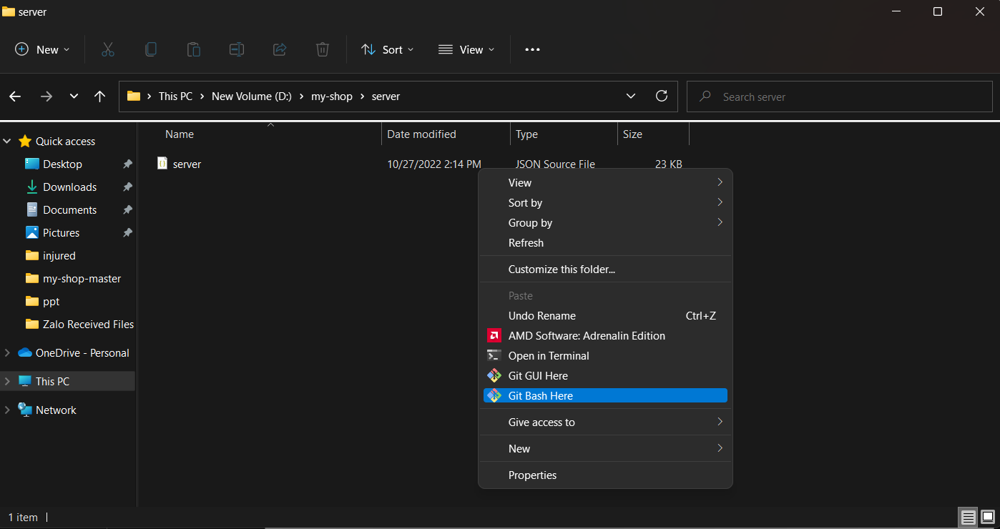 server
New
Sort
View
This PC
New Volume (D:)
my-shop
server
Search server
Name
Date modified
Type
Size
Quick access
Desktop
Downloads
Documents
Pictures
injured
my-shop-master
ppt
Zalo Received Files
OneDrive - Personal
This PC
Network
server
10/27/2022 2:14 PM
JSON Source File
23 KB
View
Sort by
Group by
Refresh
Customize this folder...
Paste
Undo Rename Ctrl+Z
AMD Software: Adrenalin Edition
Open in Terminal
Git GUI Here
Git Bash Here
Give access to
New
Properties
1 item